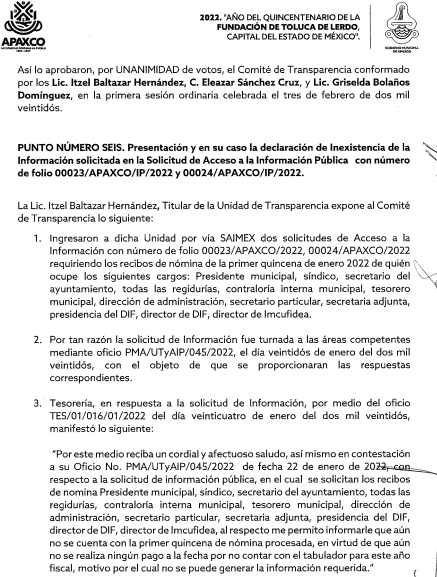 APAXCO
2022. "AÑO DEL QUINCENTENARIO DE LA
FUNDACIÓN DE TOLUCA DE LERDO,
CAPITAL DEL ESTADO DE MÉXICO".
GOBIERNO MUNICIPAL
DE APAXCO
Así lo aprobaron, por UNANIMIDAD de votos, el Comité de Transparencia conformado
por los Lic. Itzel Baltazar Hernández, C. Eleazar Sánchez Cruz, y Lic. Griselda Bolaños
Domínguez, en la primera sesión ordinaria celebrada el tres de febrero de dos mil
veintidós.
PUNTO NÚMERO SEIS. Presentación y en su caso la declaración de Inexistencia de la
Información solicitada en la Solicitud de Acceso a la Información Pública con número
de folio 00023/APAXCO/IP/2022 y 00024/APAXCO/IP/2022.
La Lic. Itzel Baltazar Hernández, Titular de la Unidad de Transparencia expone al Comité
de Transparencia lo siguiente:
1. Ingresaron a dicha Unidad por vía SAIMEX dos solicitudes de Acceso a la
Información con número de folio 00023/APAXCO/2022, 00024/APAXCO/2022
requiriendo los recibos de nómina de la primera quincena de enero 2022 de quién
ocupe los siguientes cargos: Presidente municipal, síndico, secretario del
ayuntamiento, todas las regidurías, contraloría interna municipal, tesorero
municipal, dirección de administración, secretario particular, secretaria adjunta,
presidencia del DIF, director de DIF, director de Imcufidea.
2. Por tan razón la solicitud de Información fue turnada a las áreas competentes
mediante oficio PMA/UTyAIP/045/2022, el día veintidós de enero del dos mil
veintidós, con el objeto de que se proporcionaran las respuestas
correspondientes.
3. Tesorería, en respuesta a la solicitud de Información, por medio del oficio
TES/01/016/01/2022 del día veinticuatro de enero del dos mil veintidós,
manifestó lo siguiente:
"Por este medio reciba un cordial y afectuoso saludo, así mismo en contestación
a su Oficio No. PMA/UTyAIP/045/2022 de fecha 22 de enero de 2022, con
respecto a la solicitud de información pública, en el cual se solicitan los recibos
de nomina Presidente municipal, síndico, secretario del ayuntamiento, todas las
regidurías, contraloría interna municipal, tesorero municipal, dirección de
administración, secretario particular, secretaria adjunta, presidencia del DIF,
director de DIF, director de Imcufidea, al respecto me permito informarle que aún
no se cuenta con la primer quincena de nómina procesada, en virtud de que aún
no se realiza ningún pago a la fecha por no contar con el tabulador para este año
fiscal, motivo por el cual no se puede generar la información requerida."